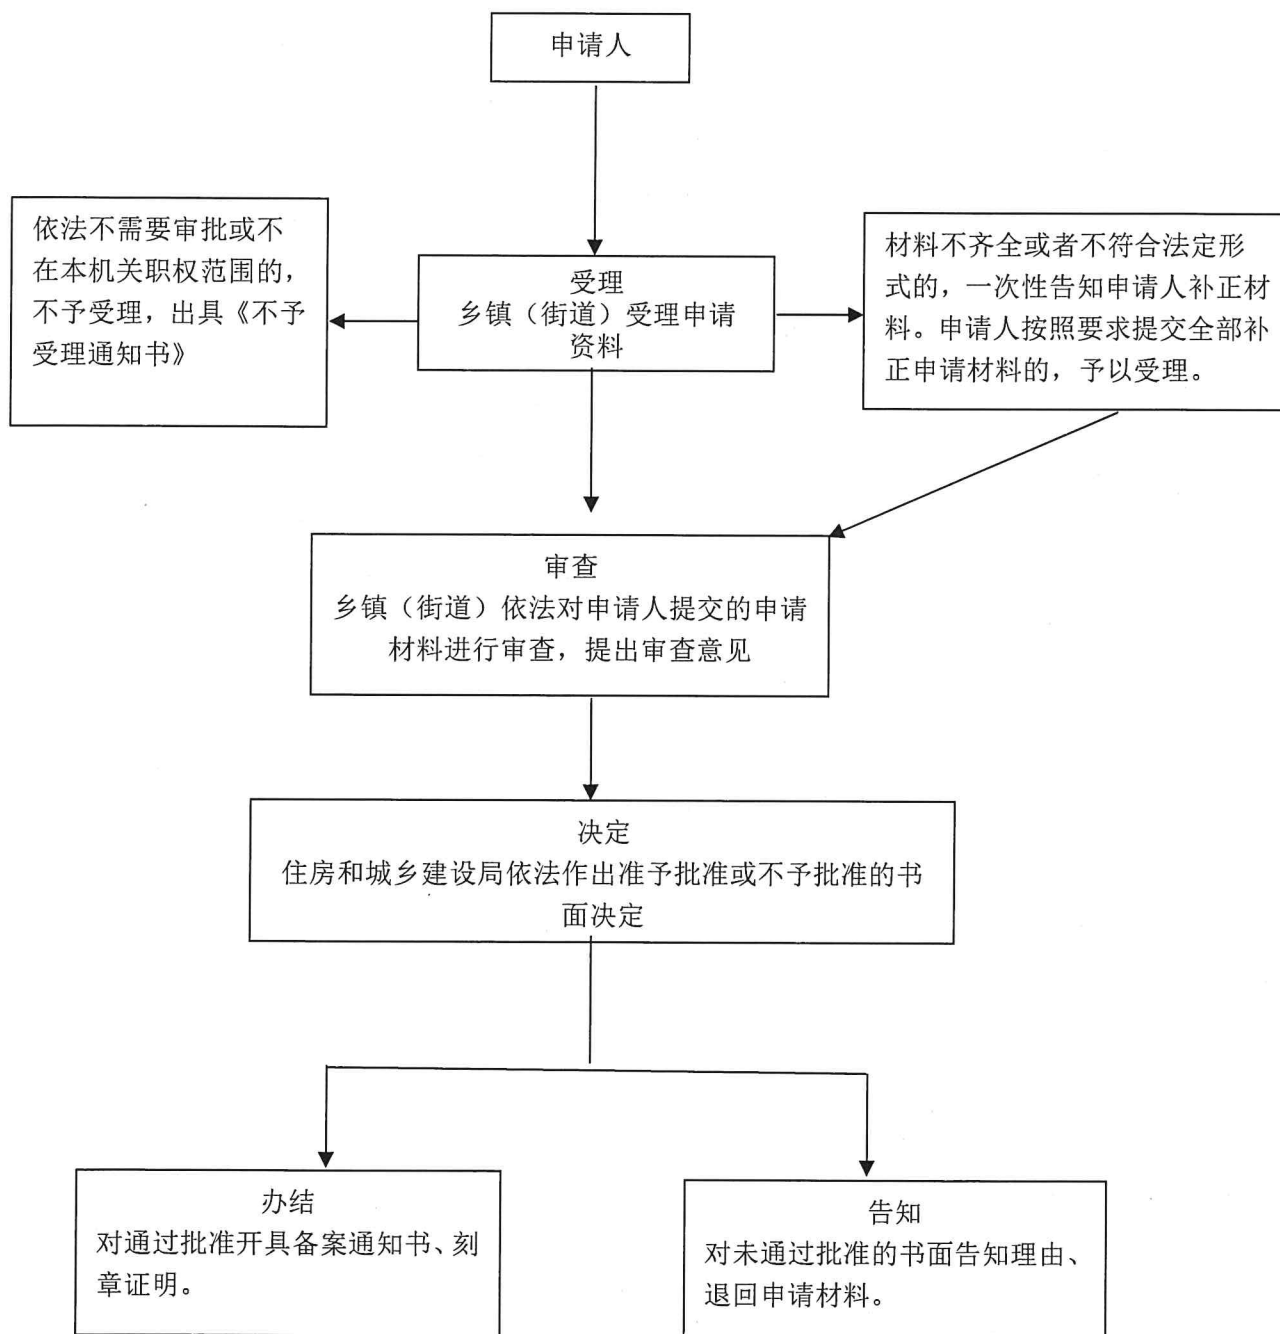 申请人
依法不需要审批或不
在本机关职权范围的，
不予受理，出具《不予
受理通知书》
受理
乡镇（街道）受理申请
资料
材料不齐全或者不符合法定形
式的，一次性告知申请人补正材
料。申请人按照要求提交全部补
正申请材料的，予以受理。
审查
乡镇（街道）依法对申请人提交的申请
材料进行审查，提出审查意见
决定
住房和城乡建设局依法作出准予批准或不予批准的书
面决定
办结
对通过批准开具备案通知书、刻
章证明。
告知
对未通过批准的书面告知理由、
退回申请材料。